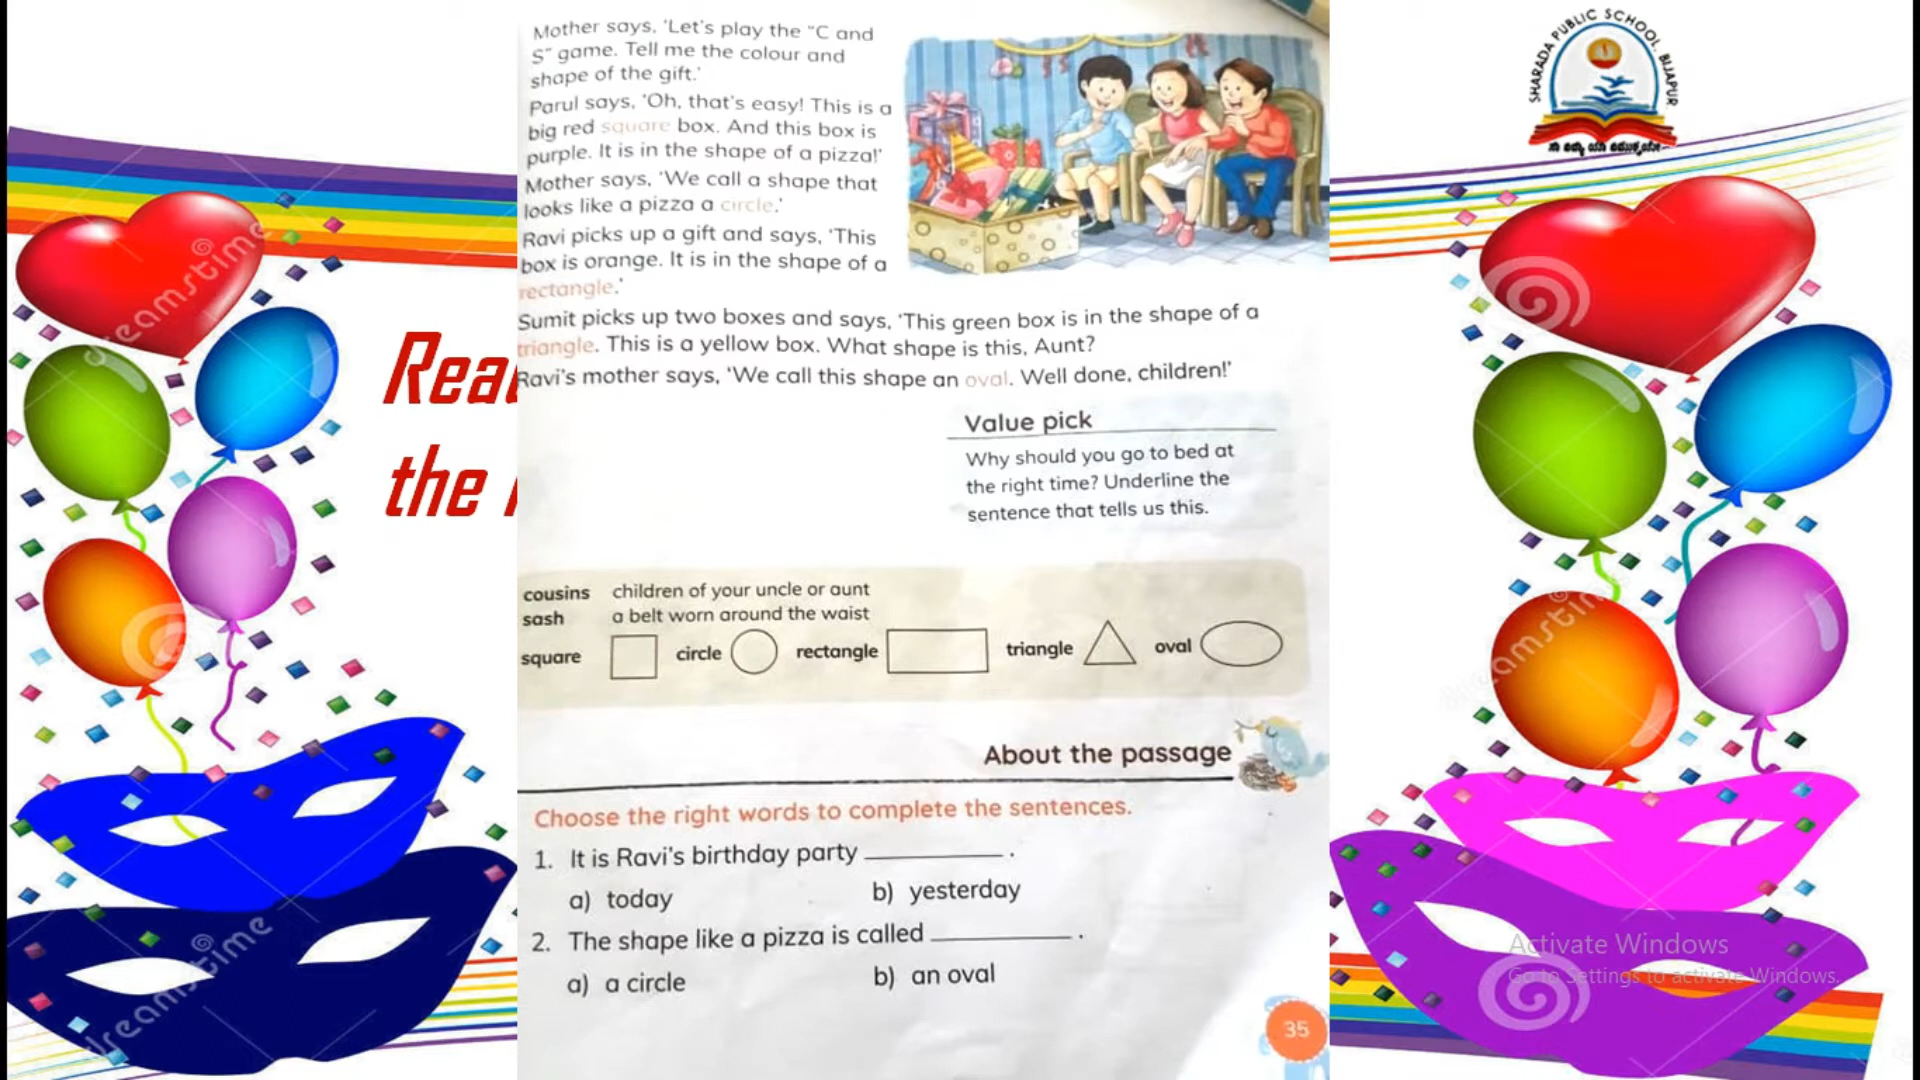 Mother says, 'Let's play the "C and
S" game. Tell me the colour and
shape of the gift.'
Parul says, 'Oh, that's easy! This is a
big red square box. And this box is
purple. It is in the shape of a pizza!'
Mother says, 'We call a shape that
looks like a pizza a circle.'
Ravi picks up a gift and says, 'This
box is orange. It is in the shape of a
rectangle.'
Sumit picks up two boxes and says, 'This green box is in the shape of a
triangle. This is a yellow box. What shape is this, Aunt?
Ravi's mother says, 'We call this shape an oval. Well done, children!'
Value pick
Why should you go to bed at
the right time? Underline the
sentence that tells us this.
cousins children of your uncle or aunt
sash a belt worn around the waist
square circle rectangle triangle oval
About the passage
Choose the right words to complete the sentences.
1. It is Ravi's birthday party ____________ .
a) today b) yesterday
2. The shape like a pizza is called ____________ .
a) a circle b) an oval
35
the
SHARADA PUBLIC SCHOOL, BIJAPUR
dreamstime
dreamstime
dreamstime
Activate Windows
Go to Settings to activate Windows.